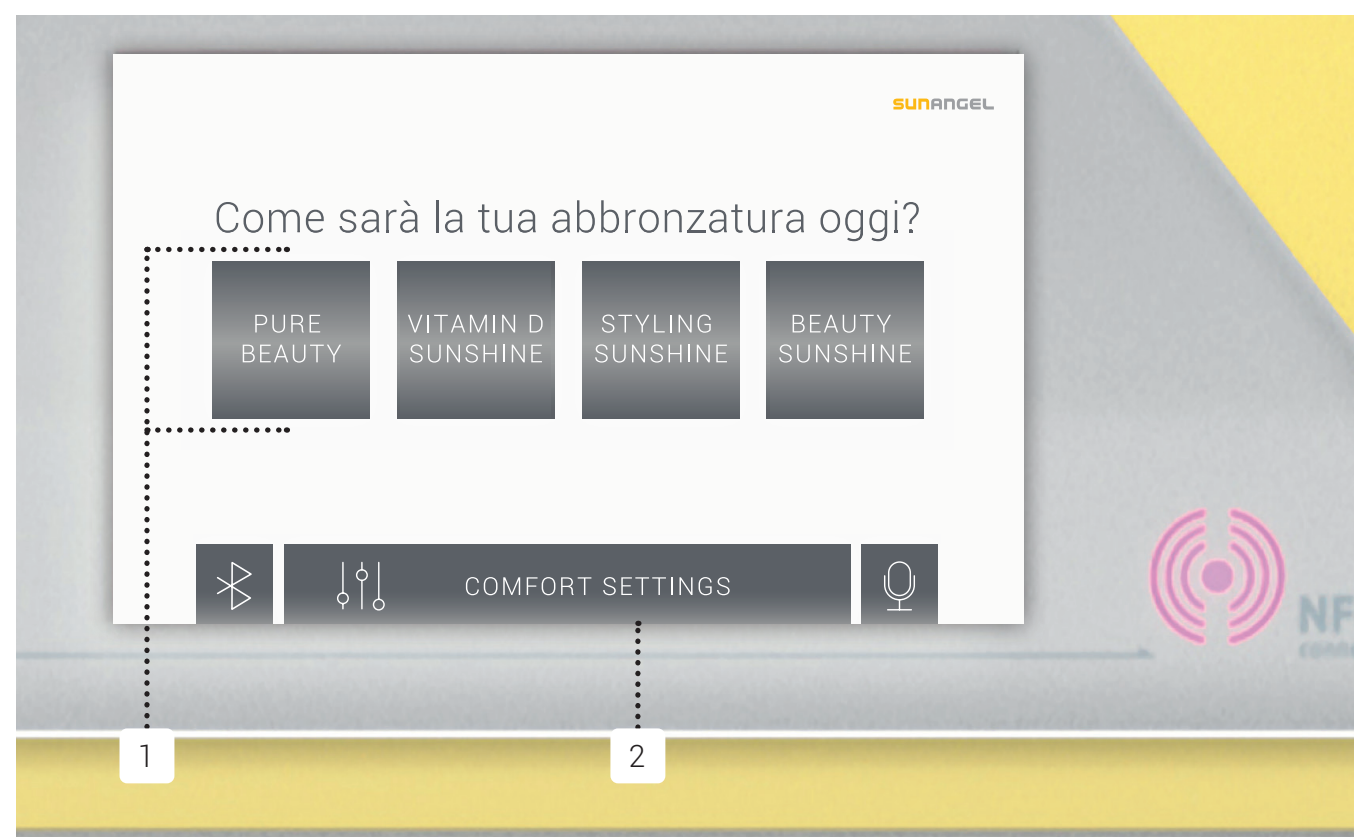 SUNANGEL
Come sarà la tua abbronzatura oggi?
PURE
BEAUTY
VITAMIN D
SUNSHINE
STYLING
SUNSHINE
BEAUTY
SUNSHINE
COMFORT SETTINGS
NF
1
2